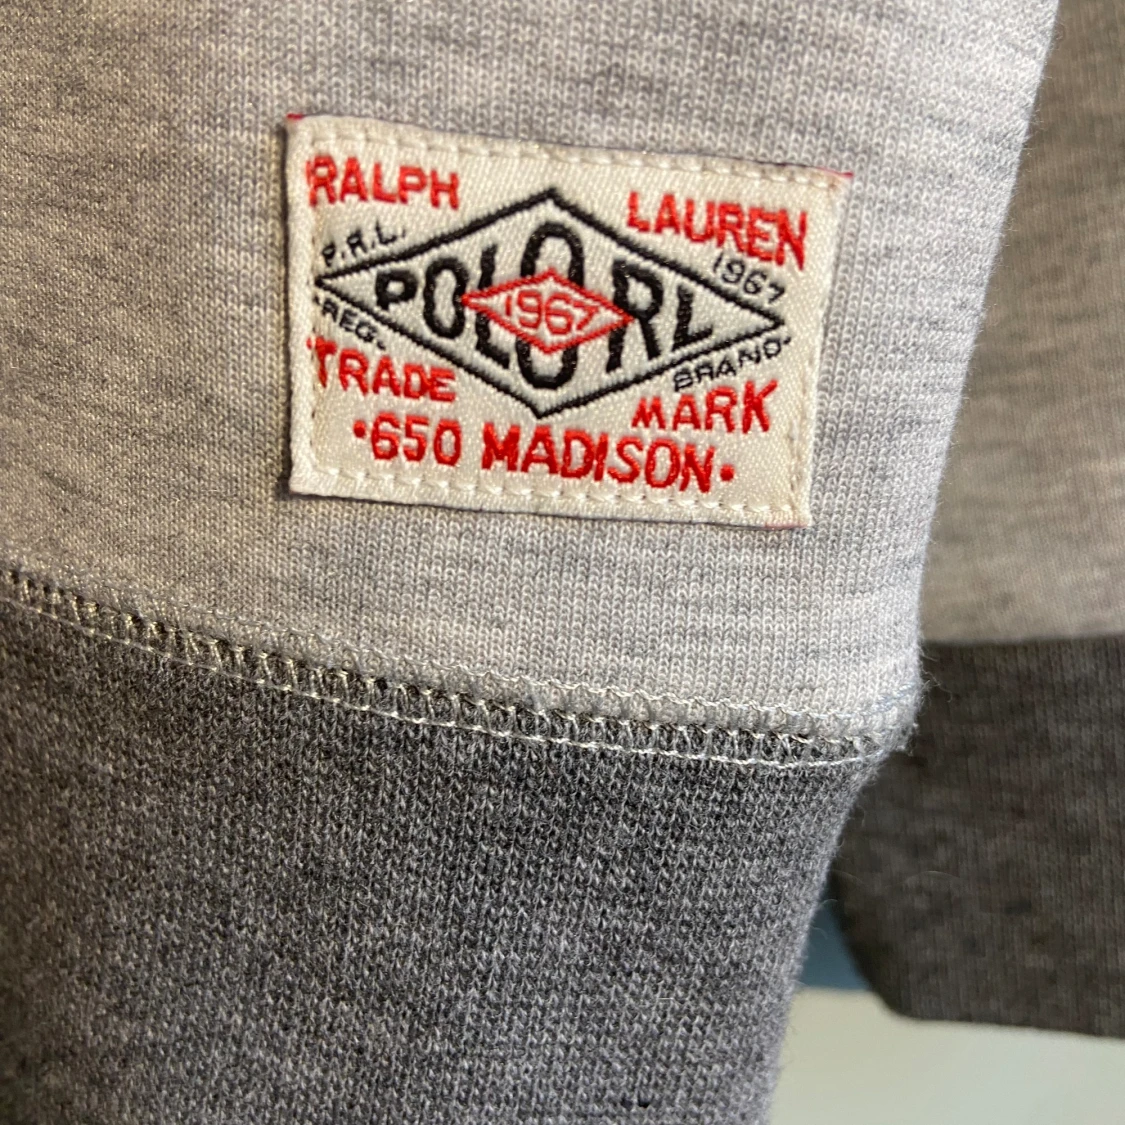 RALPH LAUREN
P.R.L. 1967
POLO RL
1967
REG. BRAND
TRADE MARK
•650 MADISON•